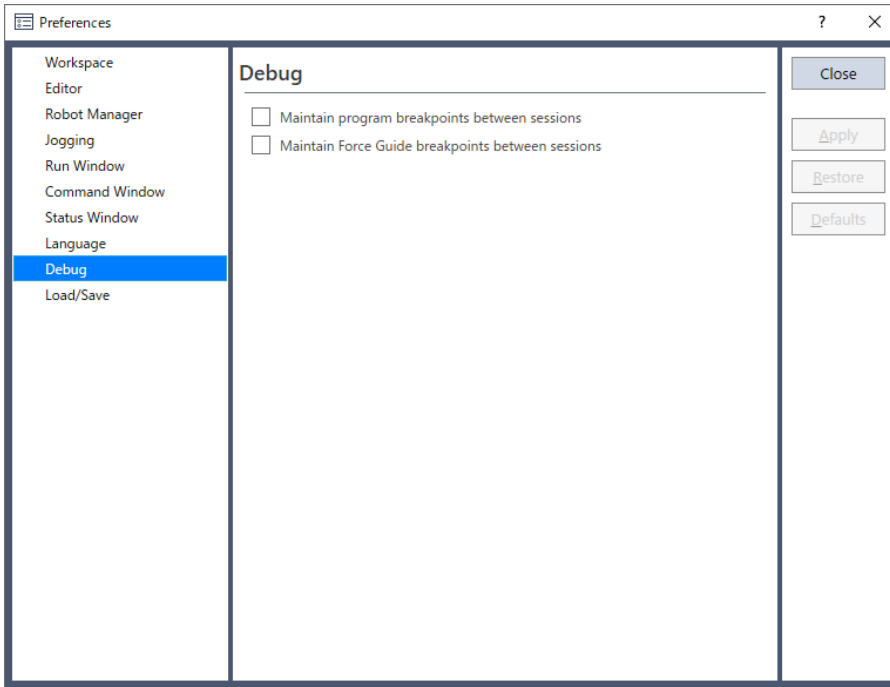 Preferences
?
Workspace
Editor
Robot Manager
Jogging
Run Window
Command Window
Status Window
Language
Debug
Load/Save
Debug
Maintain program breakpoints between sessions
Maintain Force Guide breakpoints between sessions
Close
Apply
Restore
Defaults